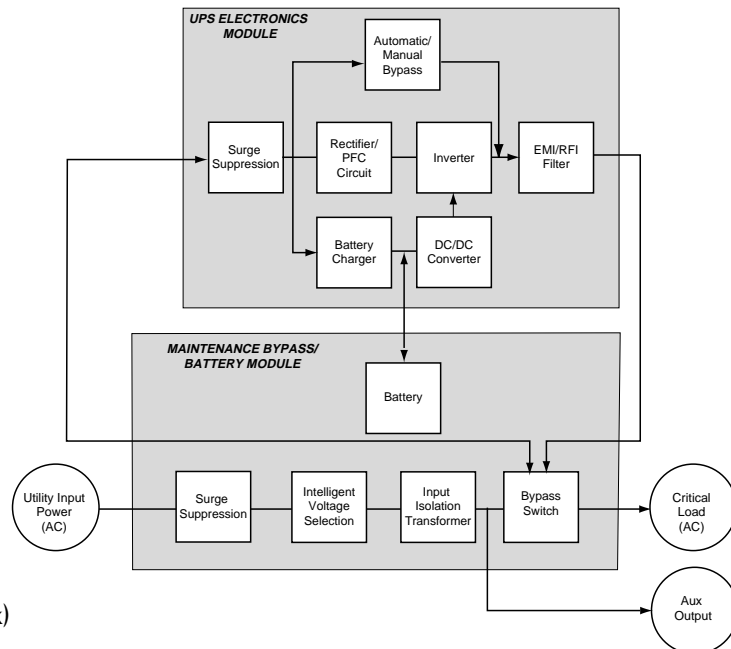 UPS ELECTRONICS
MODULE
Automatic/
Manual
Bypass
Surge
Suppression
Rectifier/
PFC
Circuit
Inverter
EMI/RFI
Filter
Battery
Charger
DC/DC
Converter
MAINTENANCE BYPASS/
BATTERY MODULE
Battery
Utility Input
Power
(AC)
Surge
Suppression
Intelligent
Voltage
Selection
Input
Isolation
Transformer
Bypass
Switch
Critical
Load
(AC)
Aux
Output